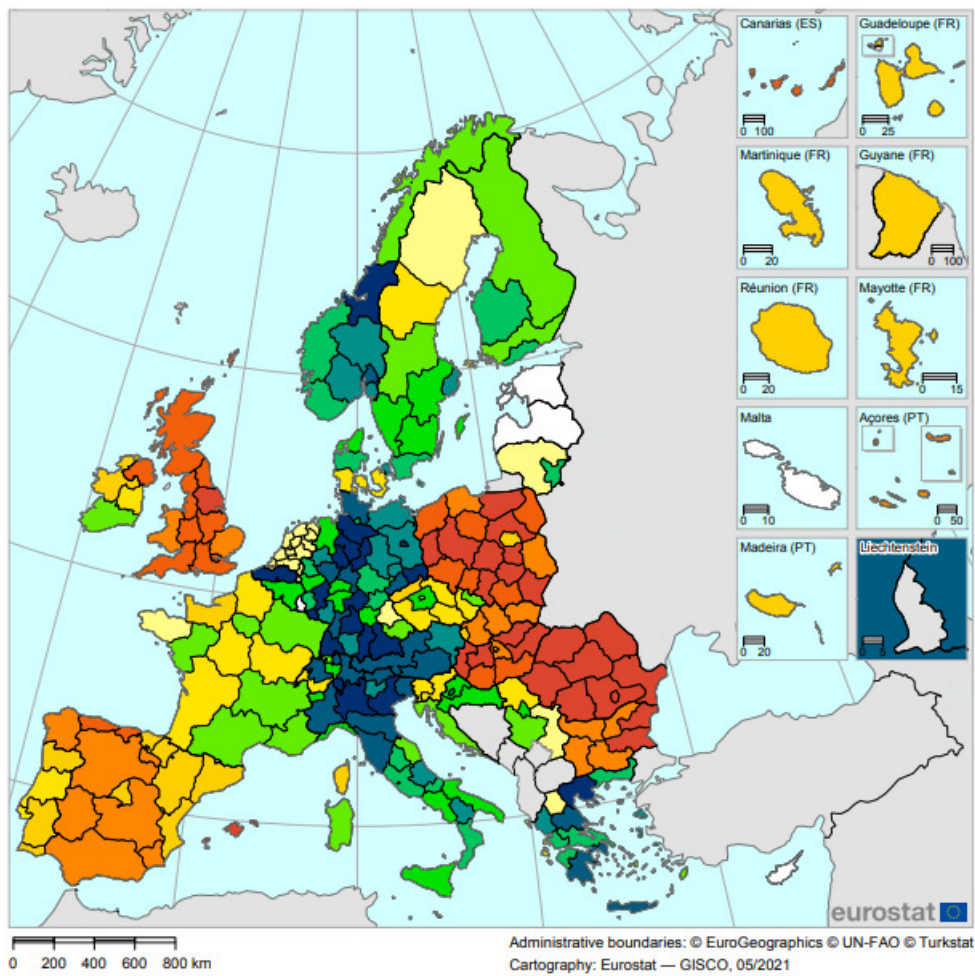 Canarias (ES)
0 100
Guadeloupe (FR)
0 25
Martinique (FR)
0 20
Guyane (FR)
0 100
Réunion (FR)
0 20
Mayotte (FR)
0 15
Malta
0 10
Açores (PT)
0 50
Madeira (PT)
0 20
Liechtenstein
0 5
eurostat
0 200 400 600 800 km
Administrative boundaries: © EuroGeographics © UN-FAO © Turkstat
Cartography: Eurostat — GISCO, 05/2021